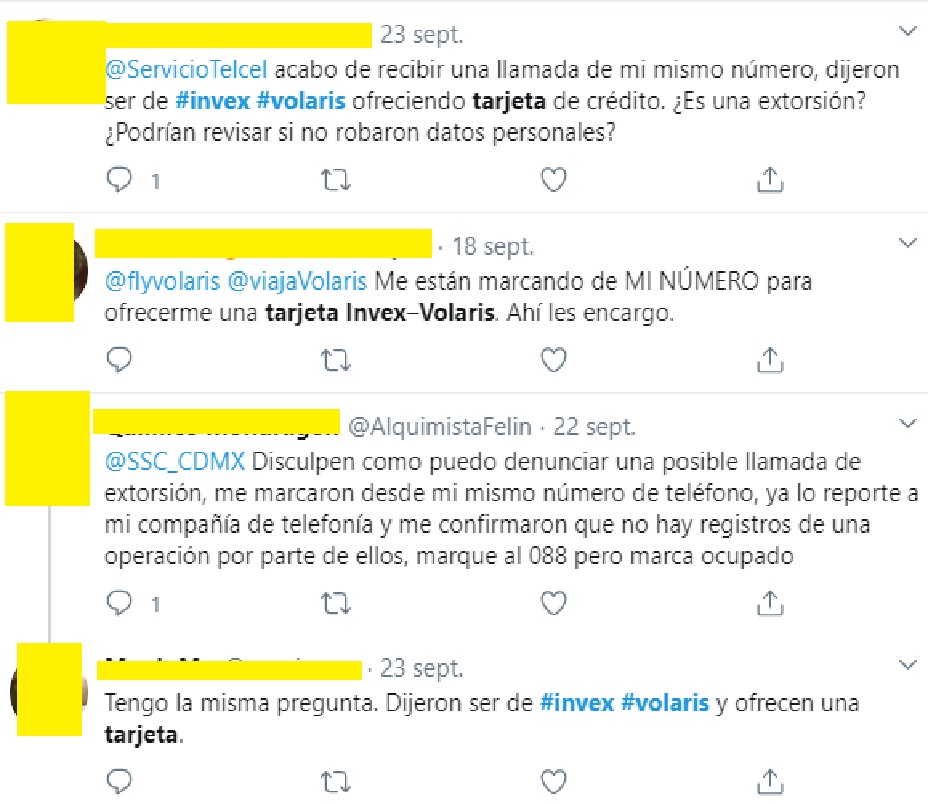 23 sept.
@ServicioTelcel acabo de recibir una llamada de mi mismo número, dijeron
ser de #invex #volaris ofreciendo tarjeta de crédito. ¿Es una extorsión?
¿Podrían revisar si no robaron datos personales?
1
· 18 sept.
@flyvolaris @viajaVolaris Me están marcando de MI NÚMERO para
ofrecerme una tarjeta Invex–Volaris. Ahí les encargo.
@AlquimistaFelin · 22 sept.
@SSC_CDMX Disculpen como puedo denunciar una posible llamada de
extorsión, me marcaron desde mi mismo número de teléfono, ya lo reporte a
mi compañía de telefonía y me confirmaron que no hay registros de una
operación por parte de ellos, marque al 088 pero marca ocupado
1
· 23 sept.
Tengo la misma pregunta. Dijeron ser de #invex #volaris y ofrecen una
tarjeta.